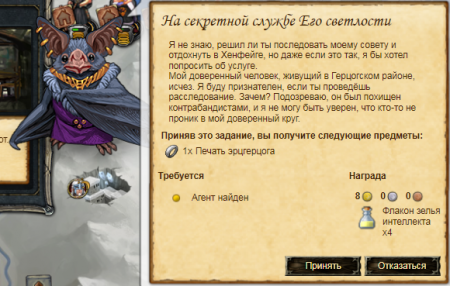 На секретной службе Его светлости
Я не знаю, решил ли ты последовать моему совету и
отдохнуть в Хенфейге, но даже если это так, я бы хотел
попросить об услуге.
Мой доверенный человек, живущий в Герцогском районе,
исчез. Я буду признателен, если ты проведёшь
расследование. Зачем? Подозреваю, он был похищен
контрабандистами, и я не могу быть уверен, что кто-то не
проник в мой доверенный круг.
Приняв это задание, вы получите следующие предметы:
1x Печать эрцгерцога
Требуется
Награда
Агент найден
8 0 0
Флакон зелья
интеллекта
x4
Принять
Отказаться